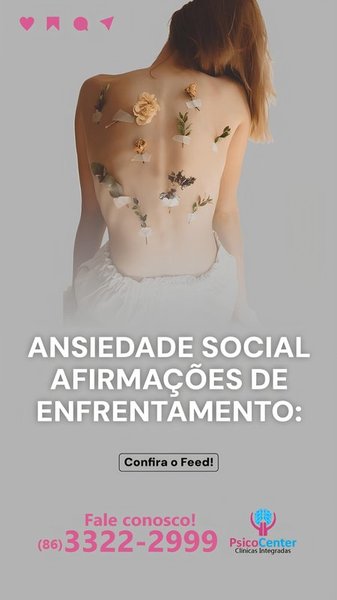 ANSIEDADE SOCIAL
AFIRMAÇÕES DE
ENFRENTAMENTO:
Confira o Feed!
Fale conosco!
(86) 3322-2999
PsicoCenter
Clínicas Integradas